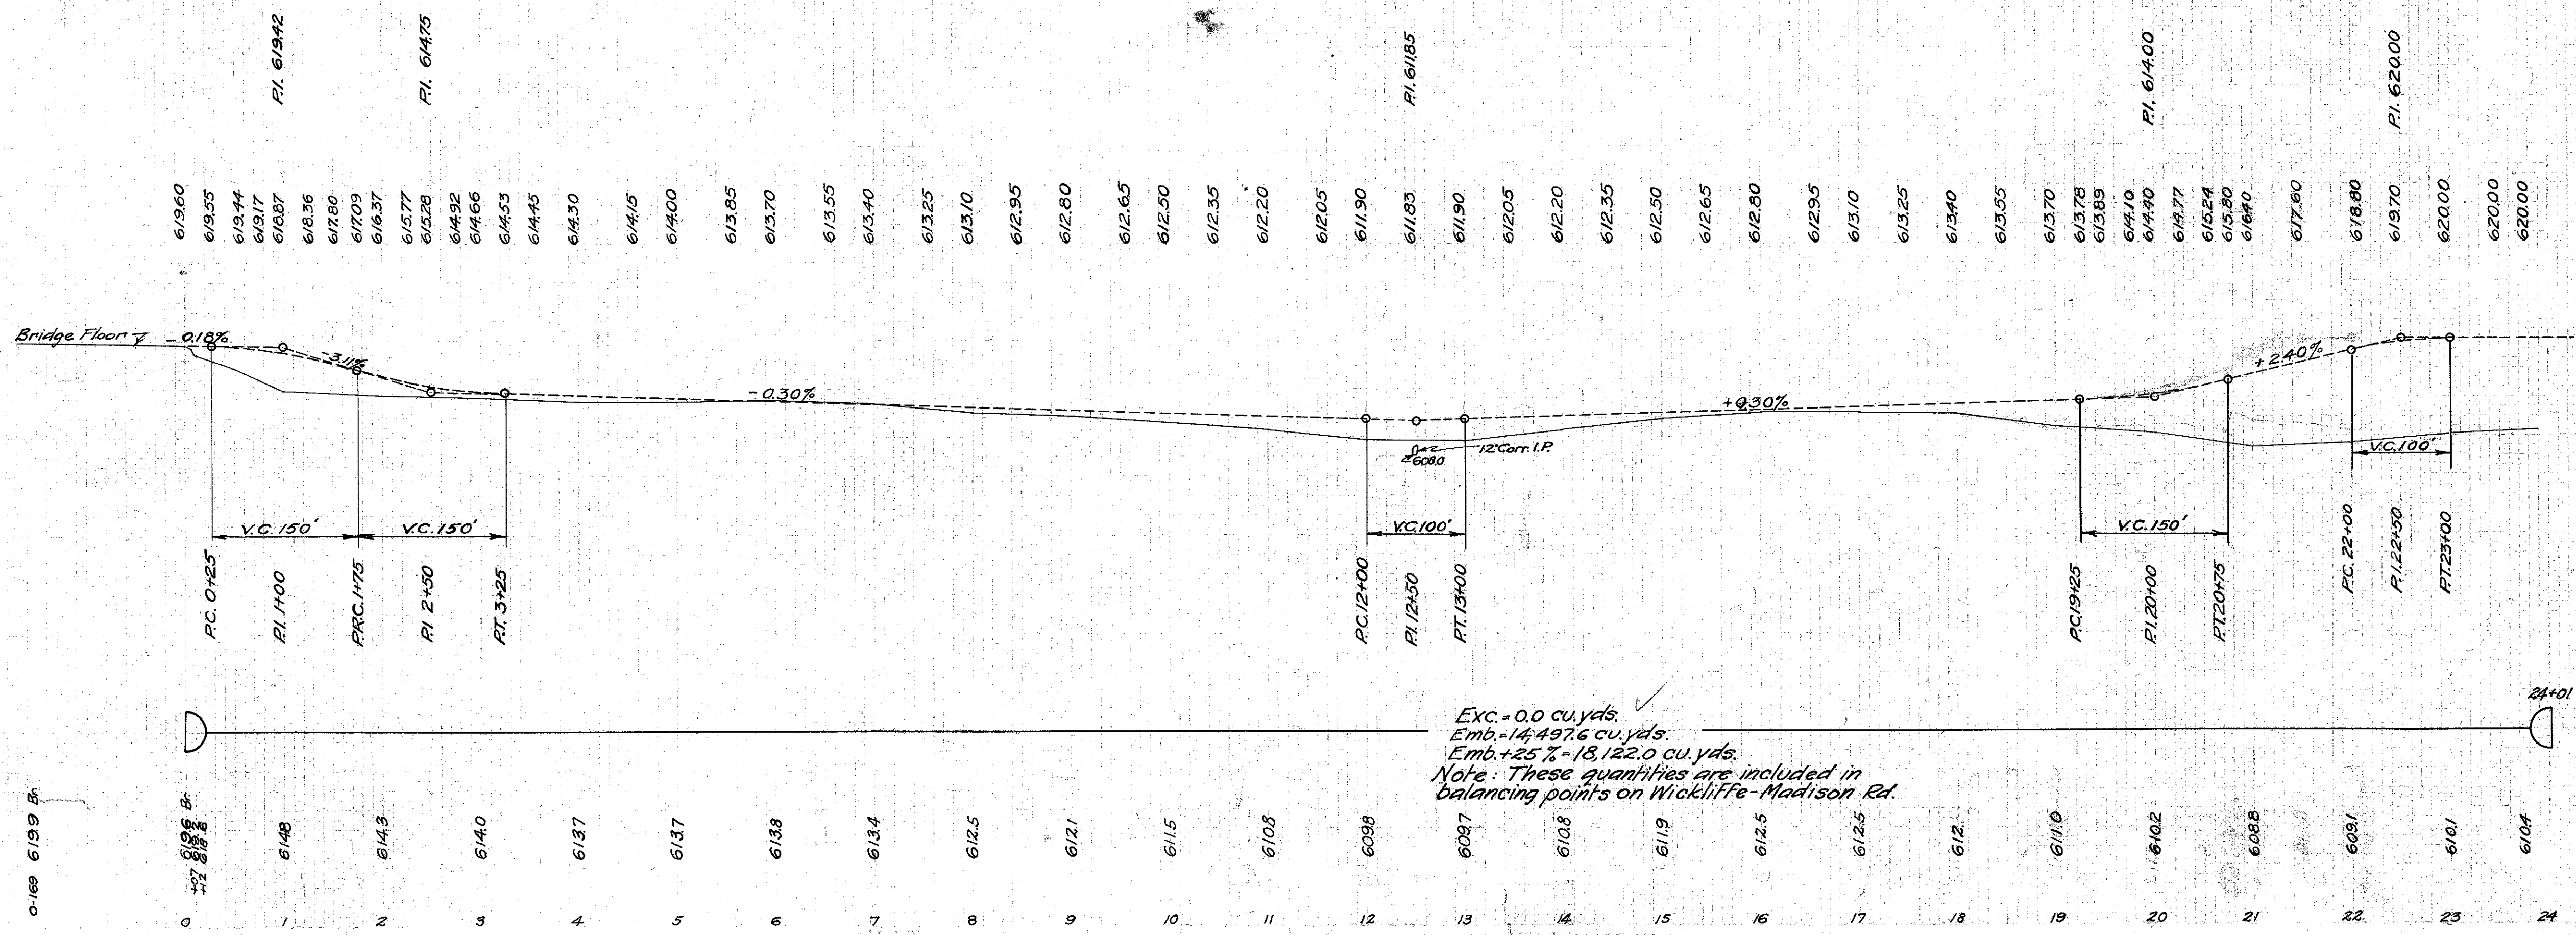 P.I. 619.42
P.I. 614.75
P.I. 611.85
P.I. 614.00
P.I. 620.00
619.60
619.35
619.44
619.17
618.87
618.36
617.80
617.09
616.37
615.77
615.28
614.92
614.66
614.53
614.45
614.30
614.15
614.00
613.85
613.70
613.55
613.40
613.25
613.10
612.95
612.80
612.65
612.50
612.35
612.20
612.05
611.90
611.83
611.90
612.05
612.20
612.35
612.50
612.65
612.80
612.95
613.10
613.25
613.40
613.55
613.70
613.78
613.89
614.10
614.40
614.77
615.24
615.80
616.40
617.60
618.80
619.70
620.00
620.00
620.00
Bridge Floor
- 0.18%
-3.11%
- 0.30%
+0.30%
+2.40%
608.0
12" Corr. I.P.
V.C. 150'
V.C. 150'
V.C. 100'
V.C. 150'
V.C. 100'
P.C. 0+25
P.I. 1+00
P.R.C. 1+75
P.I 2+50
P.T. 3+25
P.C. 12+00
P.I. 12+50
P.T. 13+00
P.C. 19+25
P.I. 20+00
P.T. 20+75
P.C. 22+00
P.I. 22+50
P.T. 23+00
24+01
Exc. = 0.0 cu. yds.
Emb. = 14,497.6 cu. yds.
Emb. + 25 % = 18,122.0 cu. yds.
Note: These quantities are included in
balancing points on Wickliffe-Madison Rd.
0-169 619.9 Br.
619.6 Br.
+07
+12 618.6
614.8
614.3
614.0
613.7
613.7
613.8
613.4
612.5
612.1
611.5
610.8
609.8
609.7
610.8
611.9
612.5
612.5
612.
611.0
610.2
608.8
609.1
610.1
610.4
0 1 2 3 4 5 6 7 8 9 10 11 12 13 14 15 16 17 18 19 20 21 22 23 24